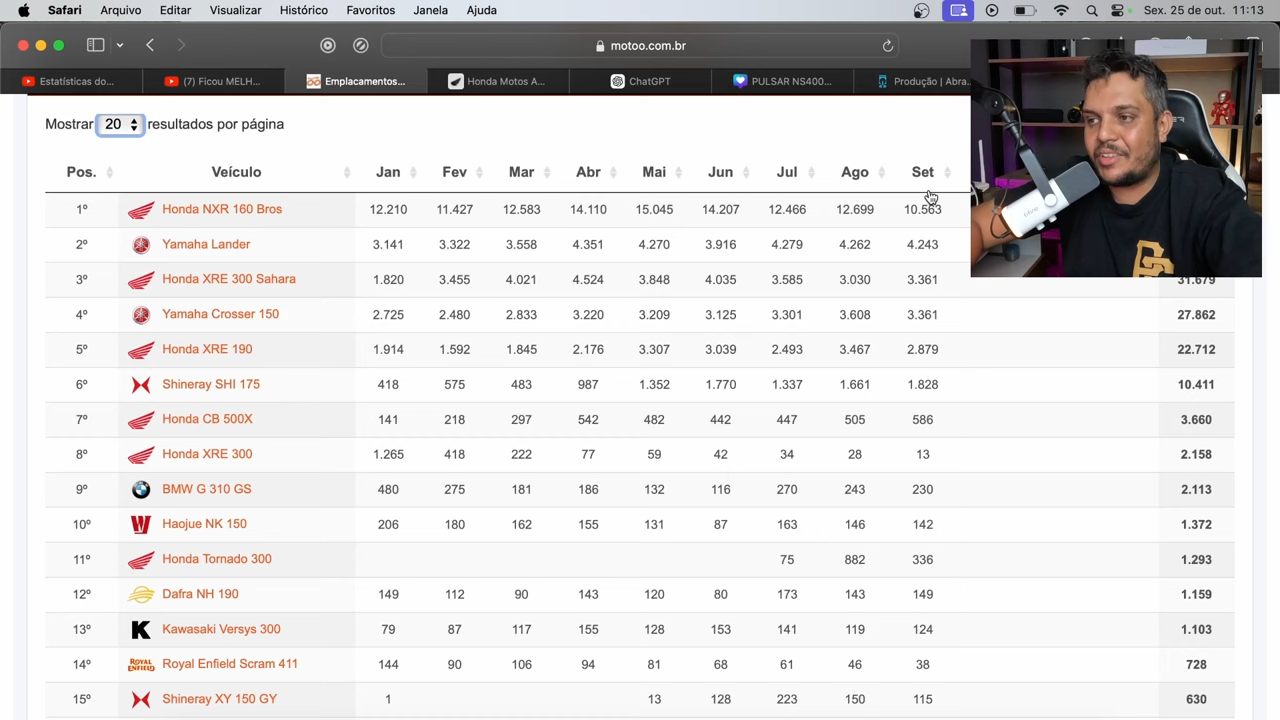 Safari Arquivo Editar Visualizar Histórico Favoritos Janela Ajuda Sex. 25 de out. 11:13
motoo.com.br
Estatísticas do... (7) Ficou MELH... Emplacamentos... Honda Motos A... ChatGPT PULSAR NS400... Produção | Abra...
Mostrar 20 resultados por página
Pos. Veículo Jan Fev Mar Abr Mai Jun Jul Ago Set
1º Honda NXR 160 Bros 12.210 11.427 12.583 14.110 15.045 14.207 12.466 12.699 10.563
2º Yamaha Lander 3.141 3.322 3.558 4.351 4.270 3.916 4.279 4.262 4.243
3º Honda XRE 300 Sahara 1.820 3.455 4.021 4.524 3.848 4.035 3.585 3.030 3.361 31.679
4º Yamaha Crosser 150 2.725 2.480 2.833 3.220 3.209 3.125 3.301 3.608 3.361 27.862
5º Honda XRE 190 1.914 1.592 1.845 2.176 3.307 3.039 2.493 3.467 2.879 22.712
6º Shineray SHI 175 418 575 483 987 1.352 1.770 1.337 1.661 1.828 10.411
7º Honda CB 500X 141 218 297 542 482 442 447 505 586 3.660
8º Honda XRE 300 1.265 418 222 77 59 42 34 28 13 2.158
9º BMW G 310 GS 480 275 181 186 132 116 270 243 230 2.113
10º Haojue NK 150 206 180 162 155 131 87 163 146 142 1.372
11º Honda Tornado 300 75 882 336 1.293
12º Dafra NH 190 149 112 90 143 120 80 173 143 149 1.159
13º Kawasaki Versys 300 79 87 117 155 128 153 141 119 124 1.103
14º ROYAL ENFIELD Royal Enfield Scram 411 144 90 106 94 81 68 61 46 38 728
15º Shineray XY 150 GY 1 13 128 223 150 115 630